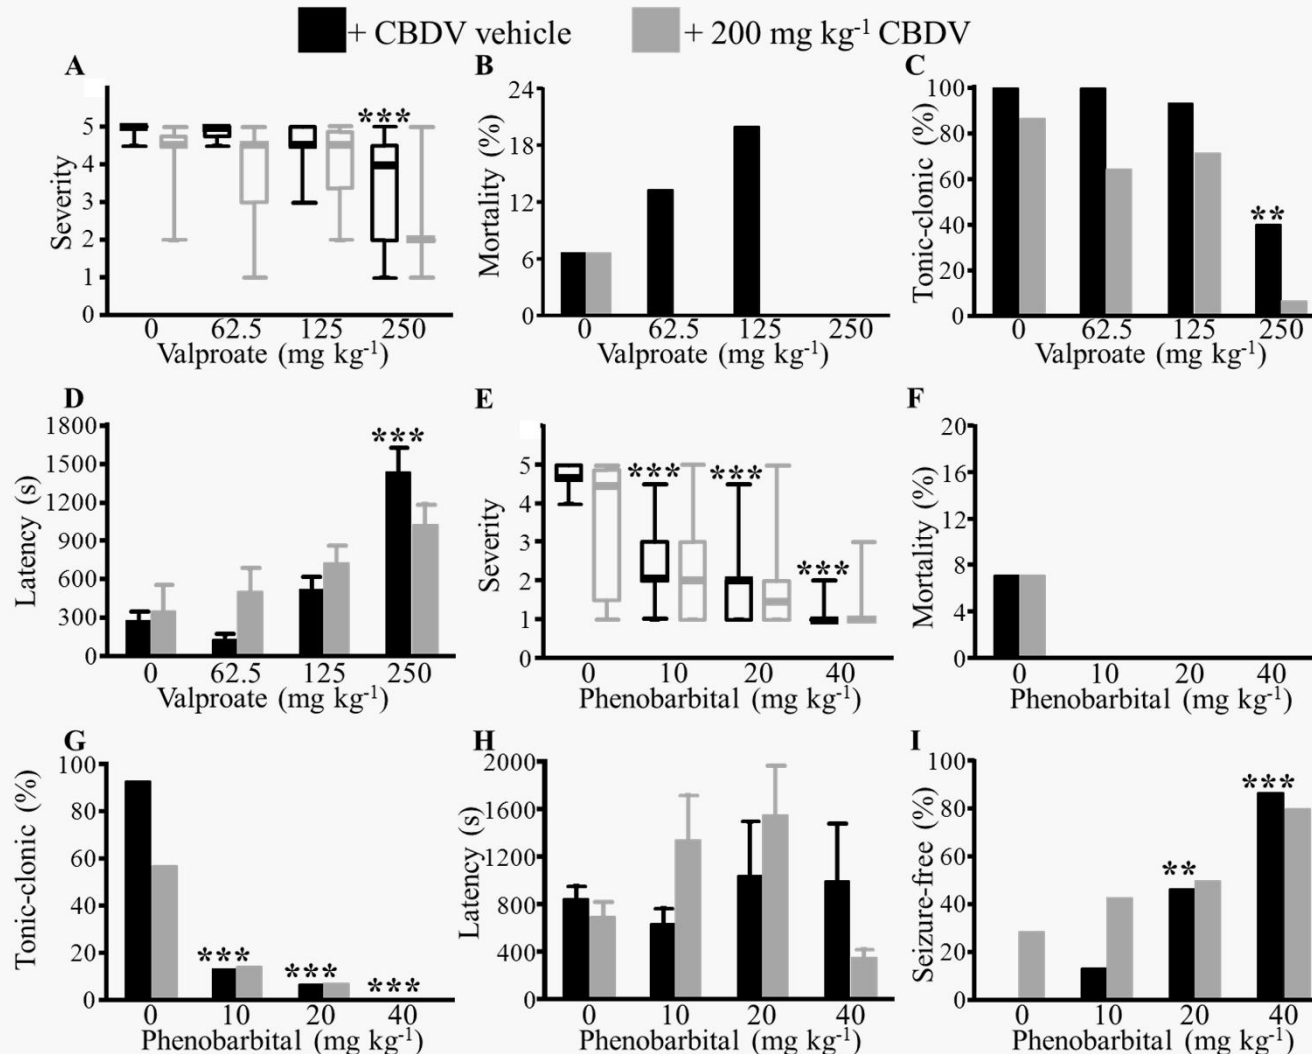 + CBDV vehicle
+ 200 mg kg⁻¹ CBDV
A
Severity
5
4
3
2
1
0
***
0 62.5 125 250
Valproate (mg kg⁻¹)
B
Mortality (%)
24
18
12
6
0
0 62.5 125 250
Valproate (mg kg⁻¹)
C
Tonic-clonic (%)
100
80
60
40
20
0
**
0 62.5 125 250
Valproate (mg kg⁻¹)
D
Latency (s)
1800
1500
1200
900
600
300
0
***
0 62.5 125 250
Valproate (mg kg⁻¹)
E
Severity
5
4
3
2
1
0
*** *** ***
0 10 20 40
Phenobarbital (mg kg⁻¹)
F
Mortality (%)
20
16
12
8
4
0
0 10 20 40
Phenobarbital (mg kg⁻¹)
G
Tonic-clonic (%)
100
80
60
40
20
0
*** *** ***
0 10 20 40
Phenobarbital (mg kg⁻¹)
H
Latency (s)
2000
1600
1200
800
400
0
0 10 20 40
Phenobarbital (mg kg⁻¹)
I
Seizure-free (%)
100
80
60
40
20
0
** ***
0 10 20 40
Phenobarbital (mg kg⁻¹)